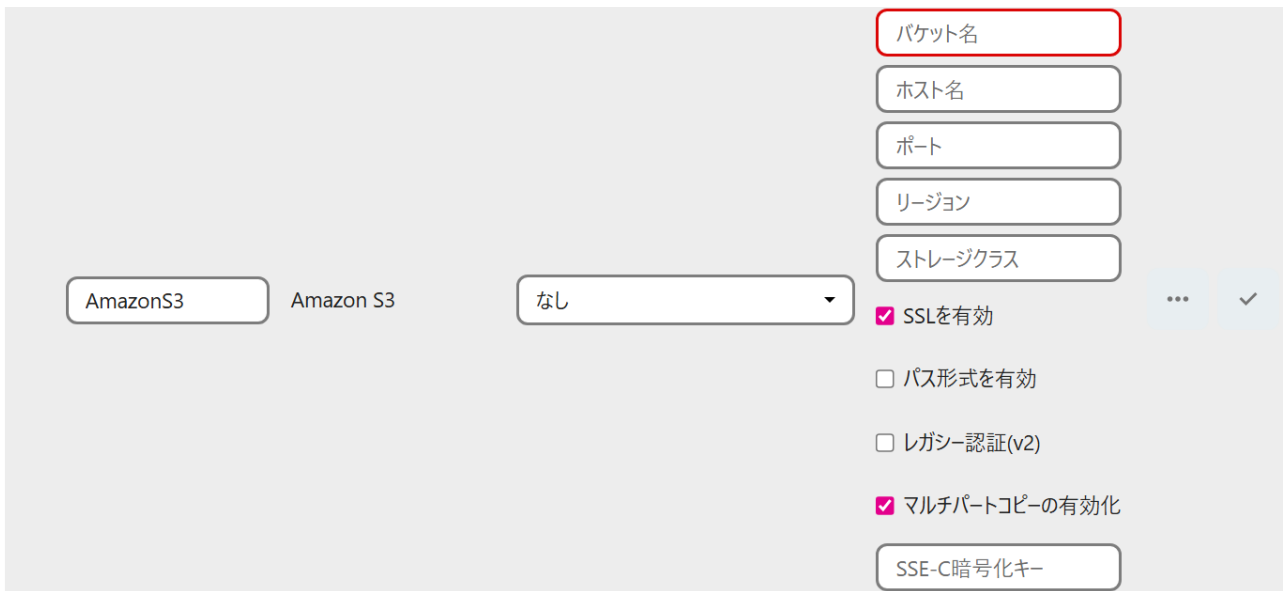 バケット名
ホスト名
ポート
リージョン
ストレージクラス
AmazonS3
Amazon S3
なし
SSLを有効
パス形式を有効
レガシー認証(v2)
マルチパートコピーの有効化
SSE-C暗号化キー